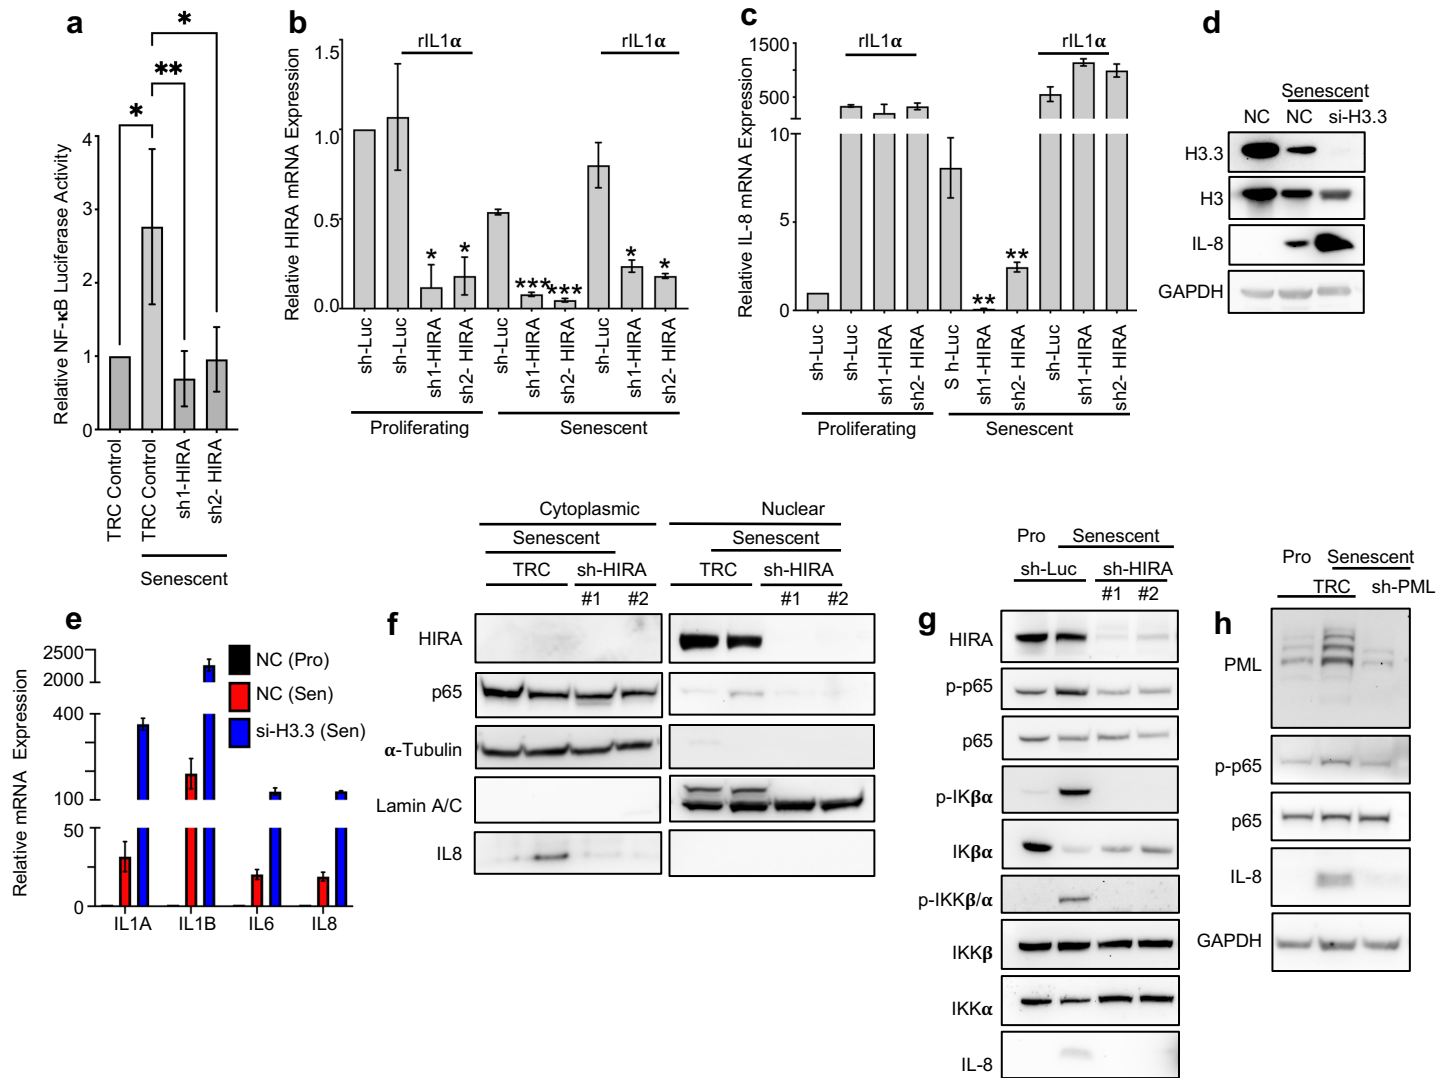 a
*
**
*
Relative NF-κB Luciferase Activity
4
3
2
1
0
TRC Control
TRC Control
sh1-HIRA
sh2- HIRA
Senescent
b
rIL1α
rIL1α
Relative HIRA mRNA Expression
1.5
1.0
0.5
0.0
*
*
***
***
*
*
sh-Luc
sh-Luc
sh1-HIRA
sh2- HIRA
sh-Luc
sh1-HIRA
sh2- HIRA
sh-Luc
sh1-HIRA
sh2- HIRA
Proliferating
Senescent
c
rIL1α
rIL1α
Relative IL-8 mRNA Expression
1500
500
10
5
0
**
**
sh-Luc
sh-Luc
sh1-HIRA
sh2- HIRA
S h-Luc
sh1-HIRA
sh2- HIRA
sh-Luc
sh1-HIRA
sh2- HIRA
Proliferating
Senescent
d
Senescent
NC NC si-H3.3
H3.3
H3
IL-8
GAPDH
e
Relative mRNA Expression
2500
2000
400
100
50
0
NC (Pro)
NC (Sen)
si-H3.3 (Sen)
IL1A IL1B IL6 IL8
f
Cytoplasmic Nuclear
Senescent Senescent
TRC sh-HIRA TRC sh-HIRA
#1 #2 #1 #2
HIRA
p65
α-Tubulin
Lamin A/C
IL8
g
Pro Senescent
sh-Luc sh-HIRA
#1 #2
HIRA
p-p65
p65
p-IKβα
IKβα
p-IKKβ/α
IKKβ
IKKα
IL-8
h
Pro Senescent
TRC sh-PML
PML
p-p65
p65
IL-8
GAPDH